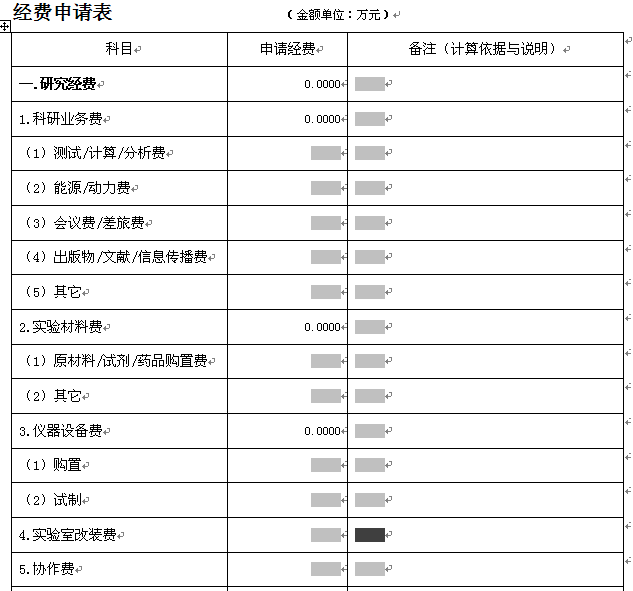 经费申请表 （金额单位：万元）
科目 申请经费 备注（计算依据与说明）
一.研究经费 0.0000
1.科研业务费 0.0000
（1）测试/计算/分析费
（2）能源/动力费
（3）会议费/差旅费
（4）出版物/文献/信息传播费
（5）其它
2.实验材料费 0.0000
（1）原材料/试剂/药品购置费
（2）其它
3.仪器设备费 0.0000
（1）购置
（2）试制
4.实验室改装费
5.协作费